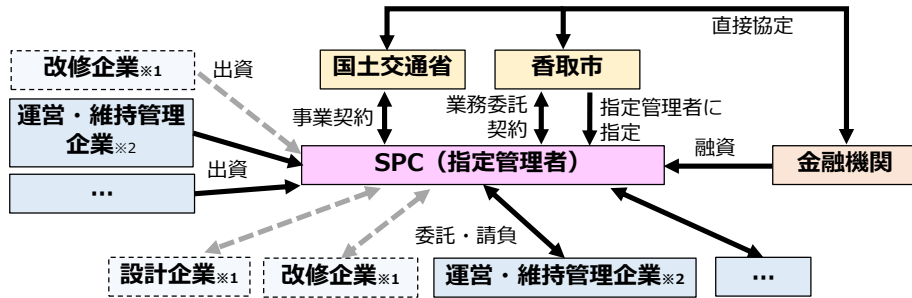 直接協定
改修企業※1
出資
国土交通省
香取市
運営・維持管理
企業※2
事業契約
業務委託
契約
指定管理者に
指定
…
出資
SPC（指定管理者）
融資
金融機関
委託・請負
設計企業※1
改修企業※1
運営・維持管理企業※2
…